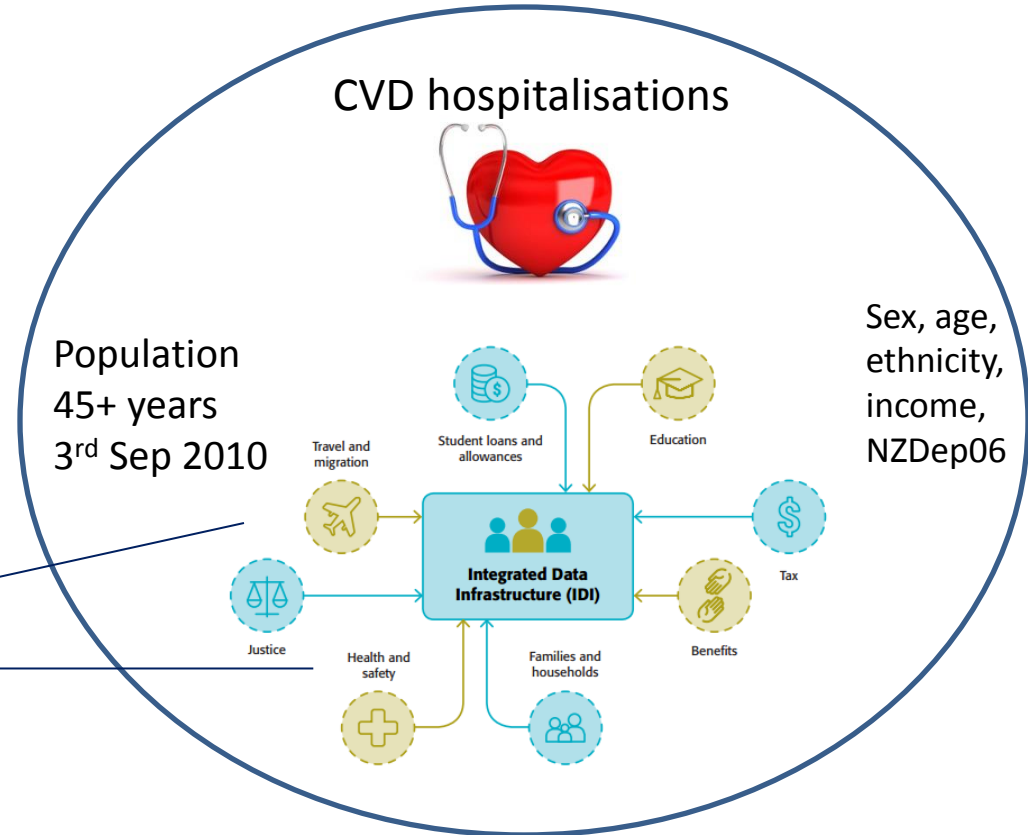 CVD hospitalisations
Population
45+ years
3rd Sep 2010
Sex, age,
ethnicity,
income,
NZDep06
Travel and
migration
Student loans and
allowances
Education
Integrated Data
Infrastructure (IDI)
Tax
Justice
Benefits
Health and
safety
Families and
households